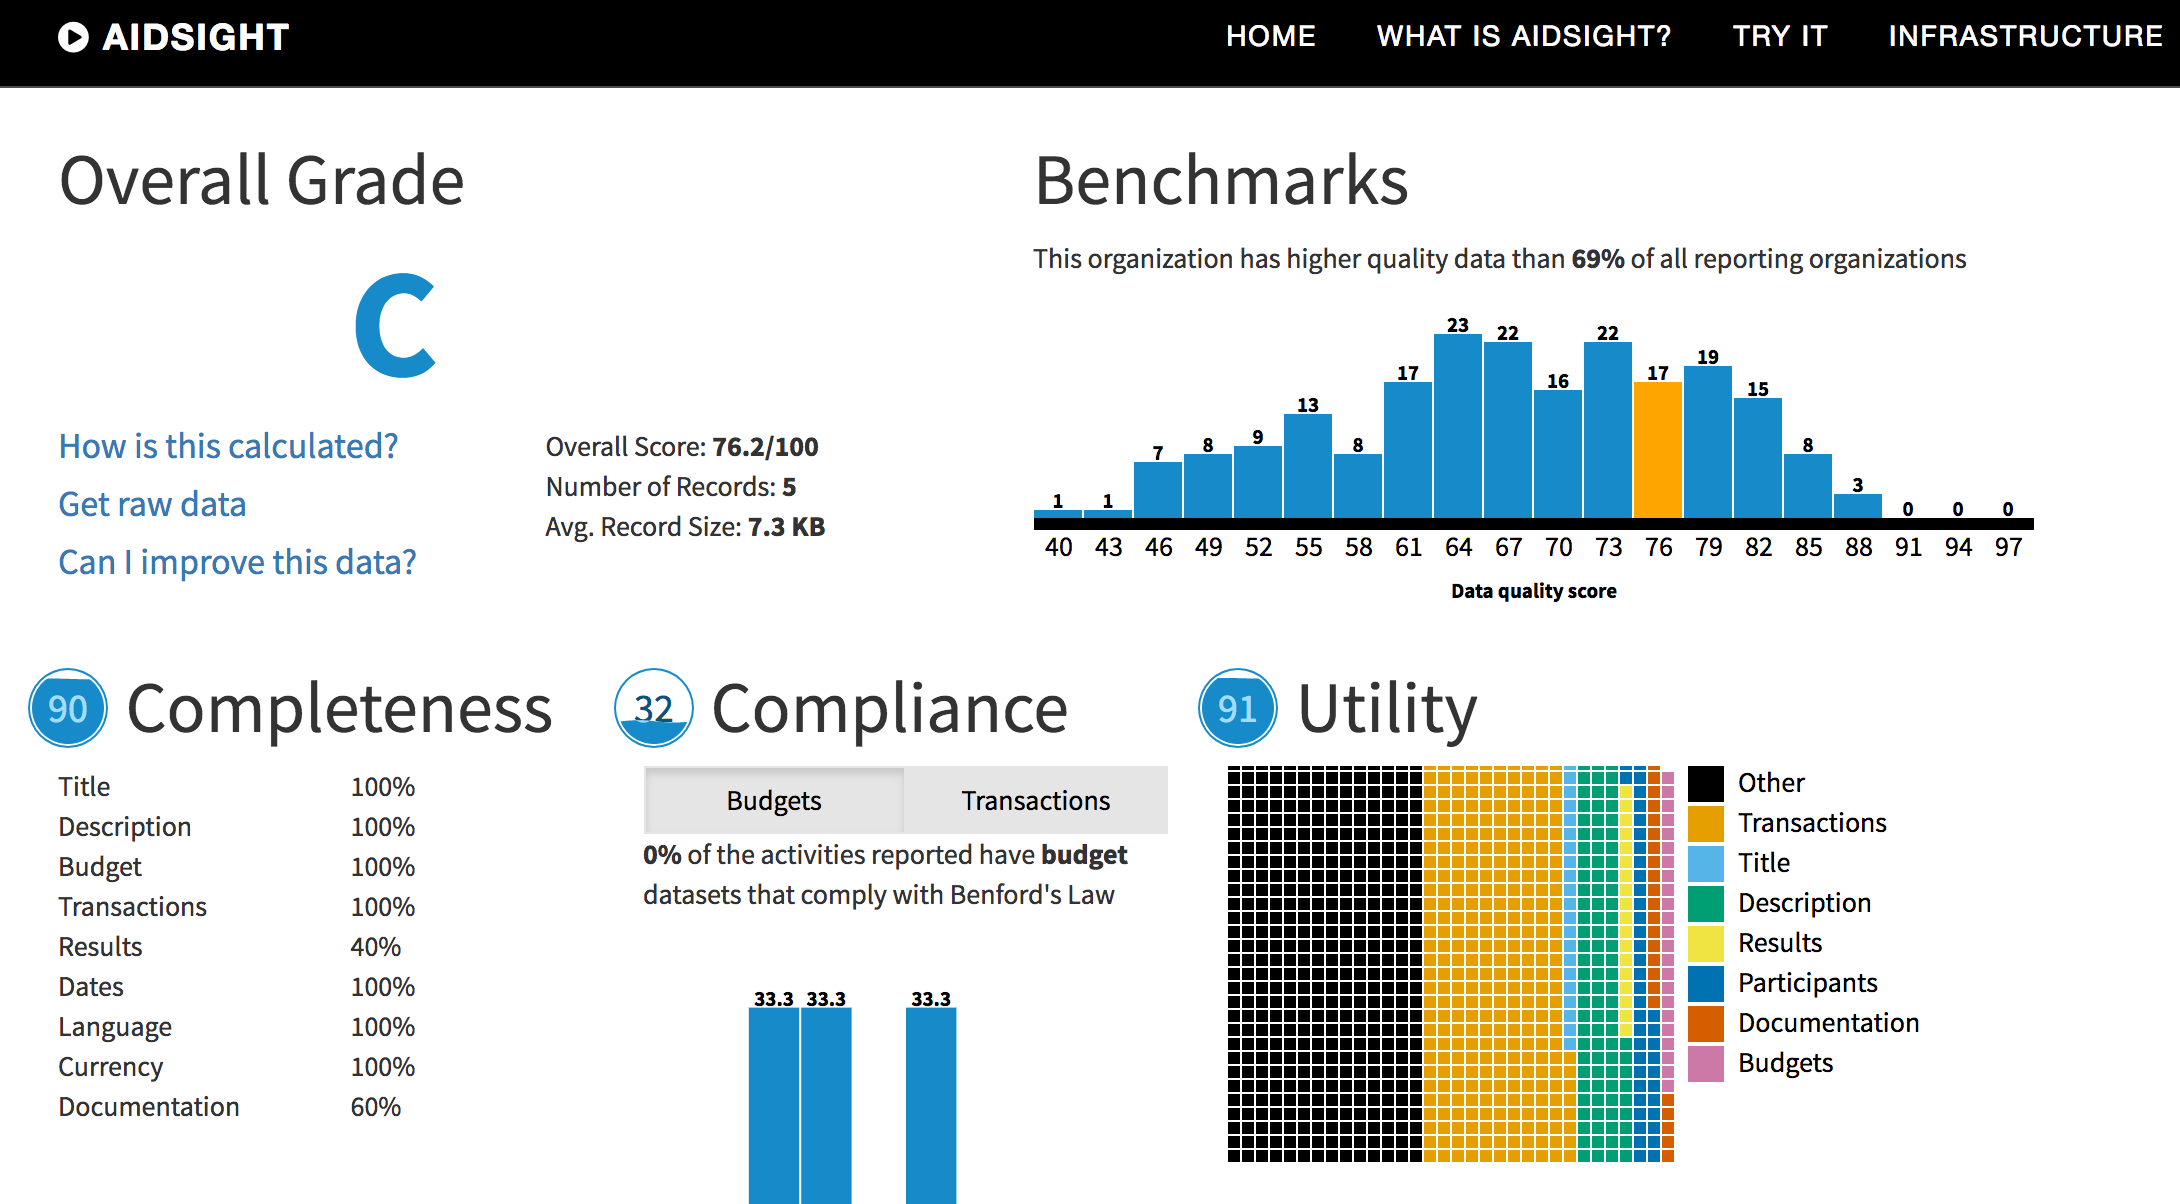 AIDSIGHT
HOME WHAT IS AIDSIGHT? TRY IT INFRASTRUCTURE
Overall Grade
C
How is this calculated?
Get raw data
Can I improve this data?
Overall Score: 76.2/100
Number of Records: 5
Avg. Record Size: 7.3 KB
Benchmarks
This organization has higher quality data than 69% of all reporting organizations
1 1 7 8 9 13 8 17 23 22 16 22 17 19 15 8 3 0 0 0
40 43 46 49 52 55 58 61 64 67 70 73 76 79 82 85 88 91 94 97
Data quality score
90 Completeness
Title 100%
Description 100%
Budget 100%
Transactions 100%
Results 40%
Dates 100%
Language 100%
Currency 100%
Documentation 60%
32 Compliance
Budgets Transactions
0% of the activities reported have budget
datasets that comply with Benford's Law
33.3 33.3 33.3
91 Utility
Other
Transactions
Title
Description
Results
Participants
Documentation
Budgets